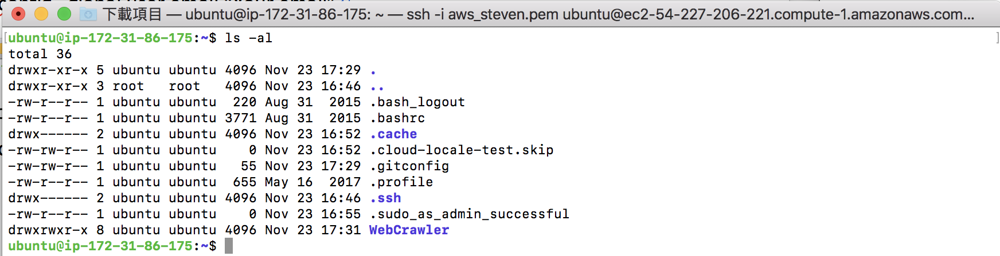 下載項目 — ubuntu@ip-172-31-86-175: ~ — ssh -i aws_steven.pem ubuntu@ec2-54-227-206-221.compute-1.amazonaws.com...
[ubuntu@ip-172-31-86-175:~$ ls -al ]
total 36
drwxr-xr-x 5 ubuntu ubuntu 4096 Nov 23 17:29 .
drwxr-xr-x 3 root   root   4096 Nov 23 16:46 ..
-rw-r--r-- 1 ubuntu ubuntu  220 Aug 31  2015 .bash_logout
-rw-r--r-- 1 ubuntu ubuntu 3771 Aug 31  2015 .bashrc
drwx------ 2 ubuntu ubuntu 4096 Nov 23 16:52 .cache
-rw-rw-r-- 1 ubuntu ubuntu    0 Nov 23 16:52 .cloud-locale-test.skip
-rw-rw-r-- 1 ubuntu ubuntu   55 Nov 23 17:29 .gitconfig
-rw-r--r-- 1 ubuntu ubuntu  655 May 16  2017 .profile
drwx------ 2 ubuntu ubuntu 4096 Nov 23 16:46 .ssh
-rw-r--r-- 1 ubuntu ubuntu    0 Nov 23 16:55 .sudo_as_admin_successful
drwxrwxr-x 8 ubuntu ubuntu 4096 Nov 23 17:31 WebCrawler
ubuntu@ip-172-31-86-175:~$